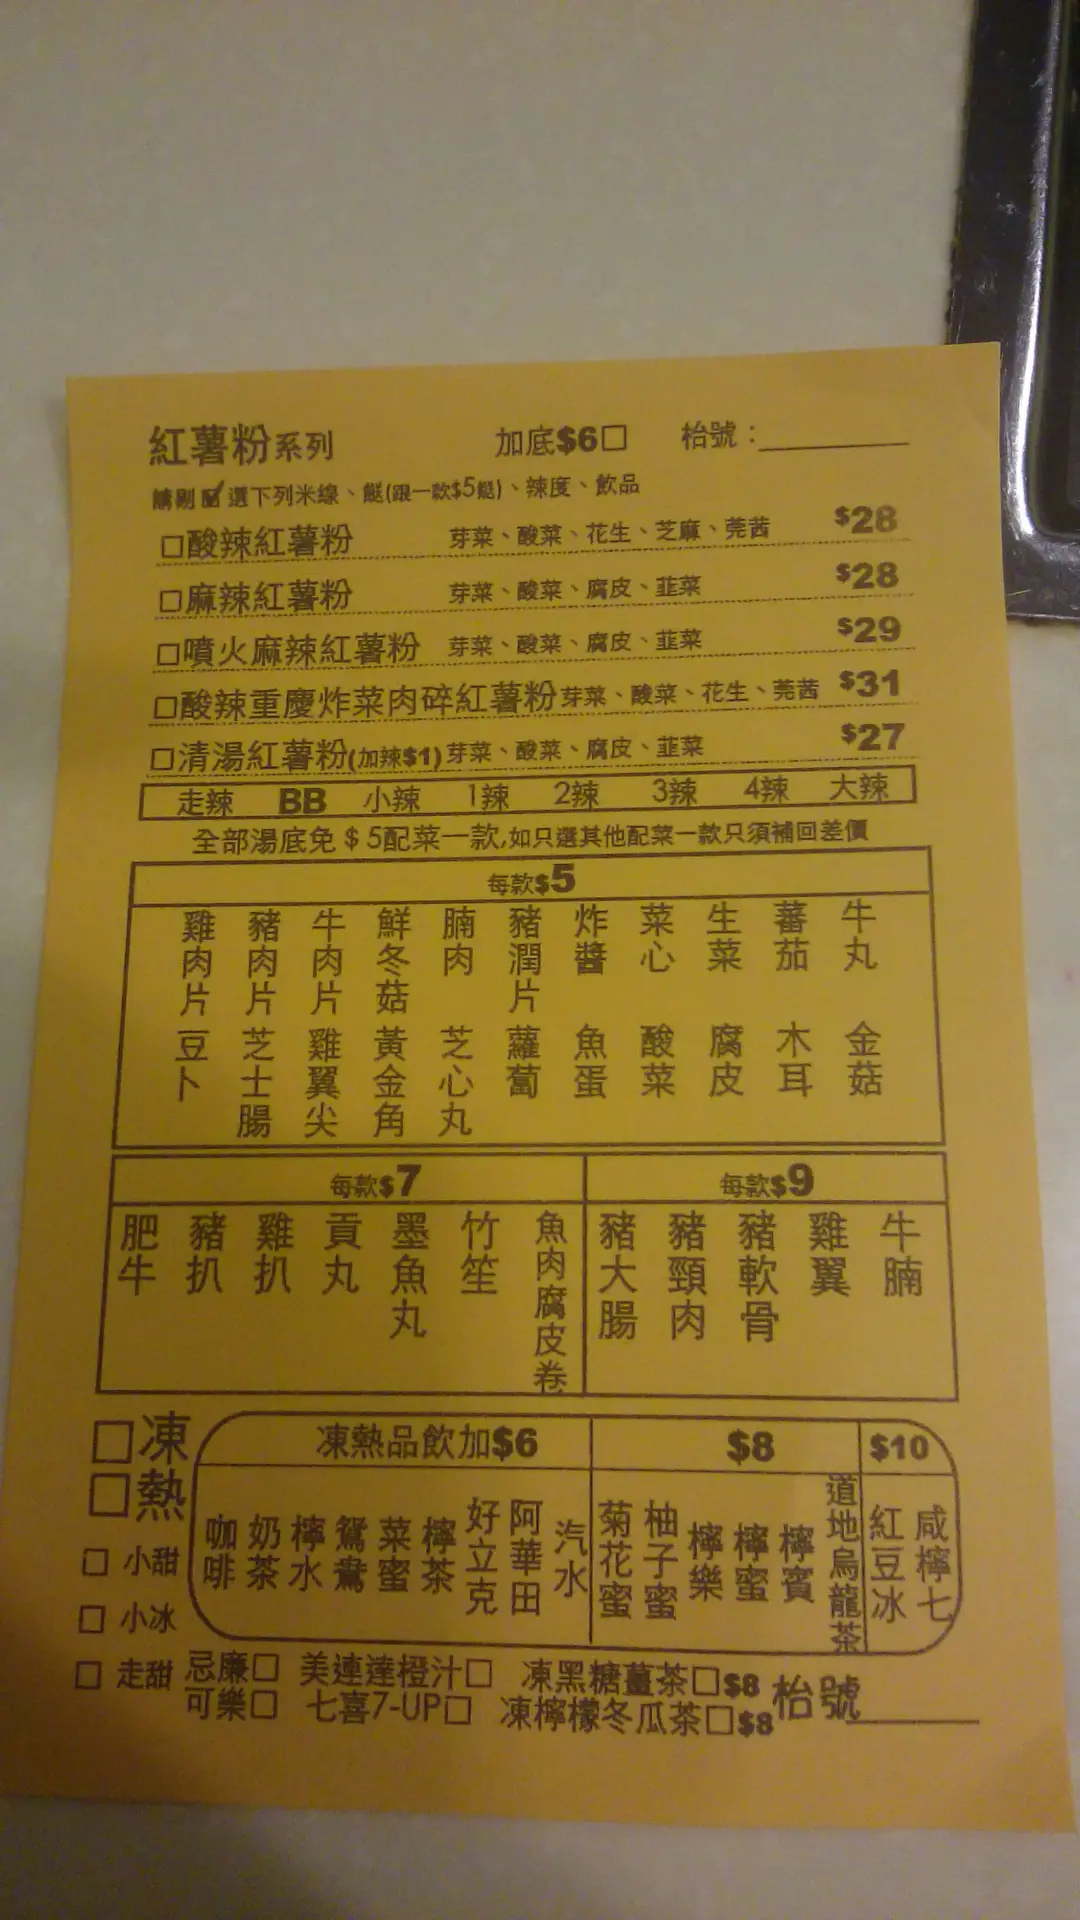 紅薯粉系列 加底$6□ 枱號：
請剔☑選下列米線、餸(跟一款$5餸)、辣度、飲品
□酸辣紅薯粉 芽菜、酸菜、花生、芝麻、莞茜 $28
□麻辣紅薯粉 芽菜、酸菜、腐皮、韮菜 $28
□噴火麻辣紅薯粉 芽菜、酸菜、腐皮、韮菜 $29
□酸辣重慶炸菜肉碎紅薯粉 芽菜、酸菜、花生、莞茜 $31
□清湯紅薯粉(加辣$1) 芽菜、酸菜、腐皮、韮菜 $27
走辣 BB 小辣 1辣 2辣 3辣 4辣 大辣
全部湯底免＄5配菜一款,如只選其他配菜一款只須補回差價
每款$5
雞肉片 豬肉片 牛肉片 鮮冬菇 腩肉 豬潤片 炸醬 菜心 生菜 蕃茄 牛丸
豆卜 芝士腸 雞翼尖 黃金角 芝心丸 蘿蔔 魚蛋 酸菜 腐皮 木耳 金菇
每款$7 每款$9
肥牛 豬扒 雞扒 貢丸 墨魚丸 竹笙 魚肉腐皮卷 豬大腸 豬頸肉 豬軟骨 雞翼 牛腩
□凍
□熱
□ 小甜
□ 小冰
□ 走甜
凍熱品飲加$6 $8 $10
咖啡 奶茶 檸水 鴛鴦 菜蜜 檸茶 好立克 阿華田 汽水 菊花蜜 柚子蜜 檸樂 檸蜜 檸賓 道地烏龍茶 紅豆冰 咸檸七
忌廉□ 美連達橙汁□ 凍黑糖薑茶□$8 枱號
可樂□ 七喜7-UP□ 凍檸檬冬瓜茶□$8